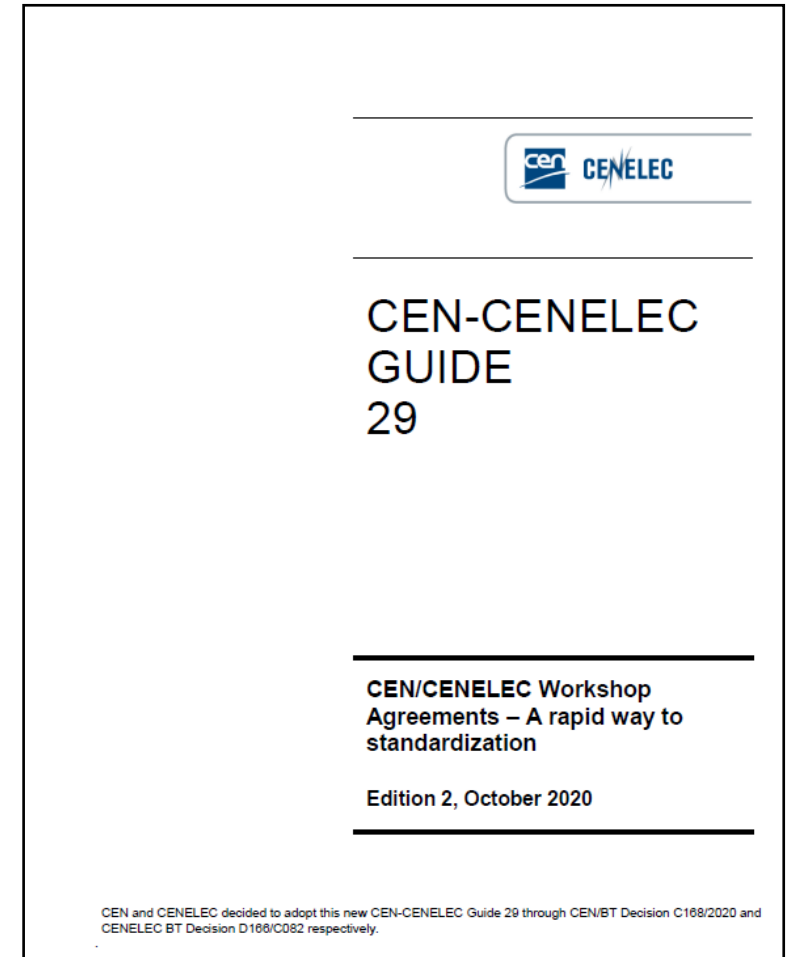 cen CENELEC
CEN-CENELEC
GUIDE
29
CEN/CENELEC Workshop
Agreements – A rapid way to
standardization
Edition 2, October 2020
CEN and CENELEC decided to adopt this new CEN-CENELEC Guide 29 through CEN/BT Decision C168/2020 and
CENELEC BT Decision D166/C082 respectively.